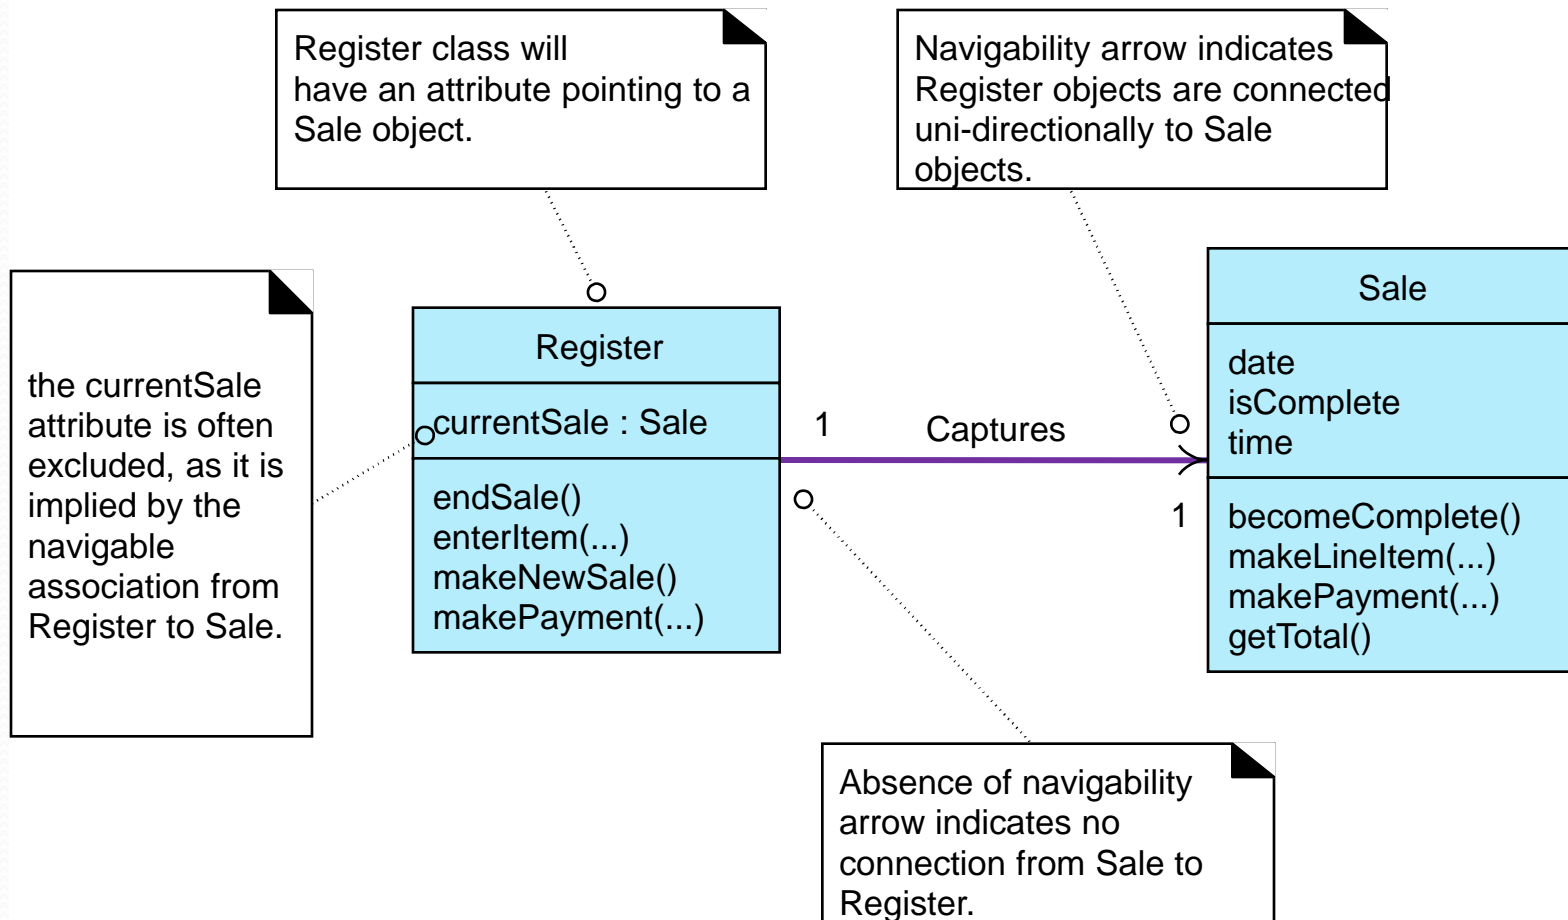 Register class will
have an attribute pointing to a
Sale object.
Navigability arrow indicates
Register objects are connected
uni-directionally to Sale
objects.
the currentSale
attribute is often
excluded, as it is
implied by the
navigable
association from
Register to Sale.
Register
currentSale : Sale
endSale()
enterItem(...)
makeNewSale()
makePayment(...)
1
Captures
1
Sale
date
isComplete
time
becomeComplete()
makeLineItem(...)
makePayment(...)
getTotal()
Absence of navigability
arrow indicates no
connection from Sale to
Register.